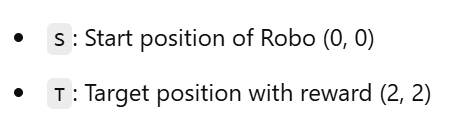 • S: Start position of Robo (0, 0)
• T: Target position with reward (2, 2)